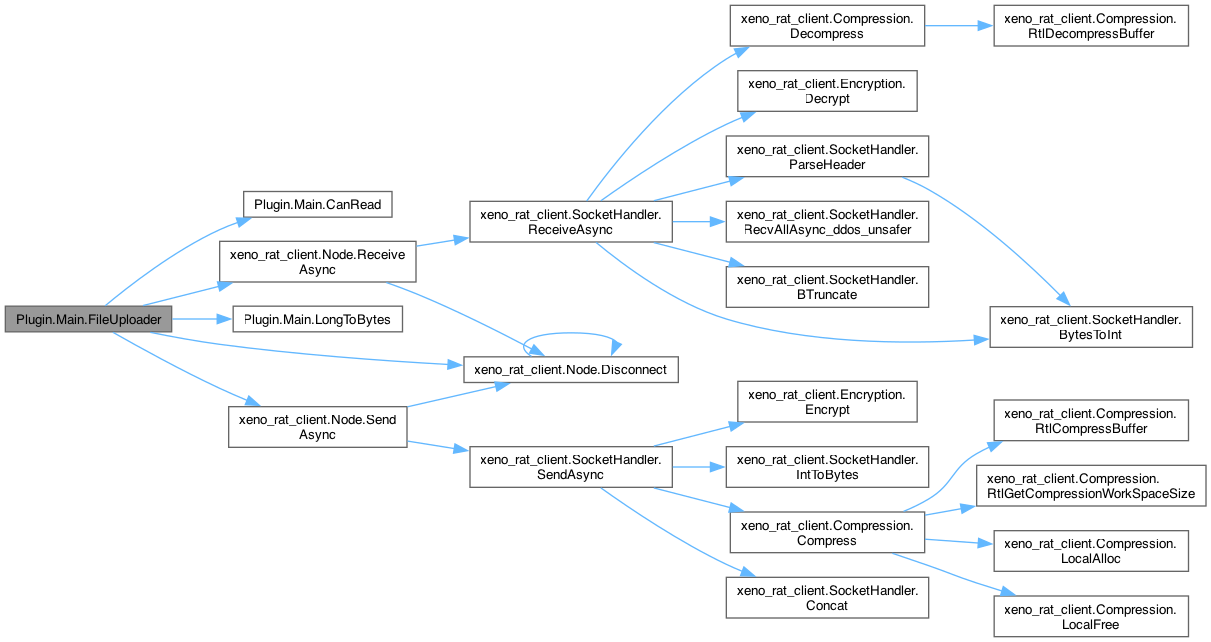 Plugin.Main.FileUploader
Plugin.Main.CanRead
xeno_rat_client.Node.Receive
Async
Plugin.Main.LongToBytes
xeno_rat_client.Node.Send
Async
xeno_rat_client.SocketHandler.
ReceiveAsync
xeno_rat_client.Node.Disconnect
xeno_rat_client.SocketHandler.
SendAsync
xeno_rat_client.Compression.
Decompress
xeno_rat_client.Encryption.
Decrypt
xeno_rat_client.SocketHandler.
ParseHeader
xeno_rat_client.SocketHandler.
RecvAllAsync_ddos_unsafer
xeno_rat_client.SocketHandler.
BTruncate
xeno_rat_client.Encryption.
Encrypt
xeno_rat_client.SocketHandler.
IntToBytes
xeno_rat_client.Compression.
Compress
xeno_rat_client.SocketHandler.
Concat
xeno_rat_client.Compression.
RtlDecompressBuffer
xeno_rat_client.SocketHandler.
BytesToInt
xeno_rat_client.Compression.
RtlCompressBuffer
xeno_rat_client.Compression.
RtlGetCompressionWorkSpaceSize
xeno_rat_client.Compression.
LocalAlloc
xeno_rat_client.Compression.
LocalFree